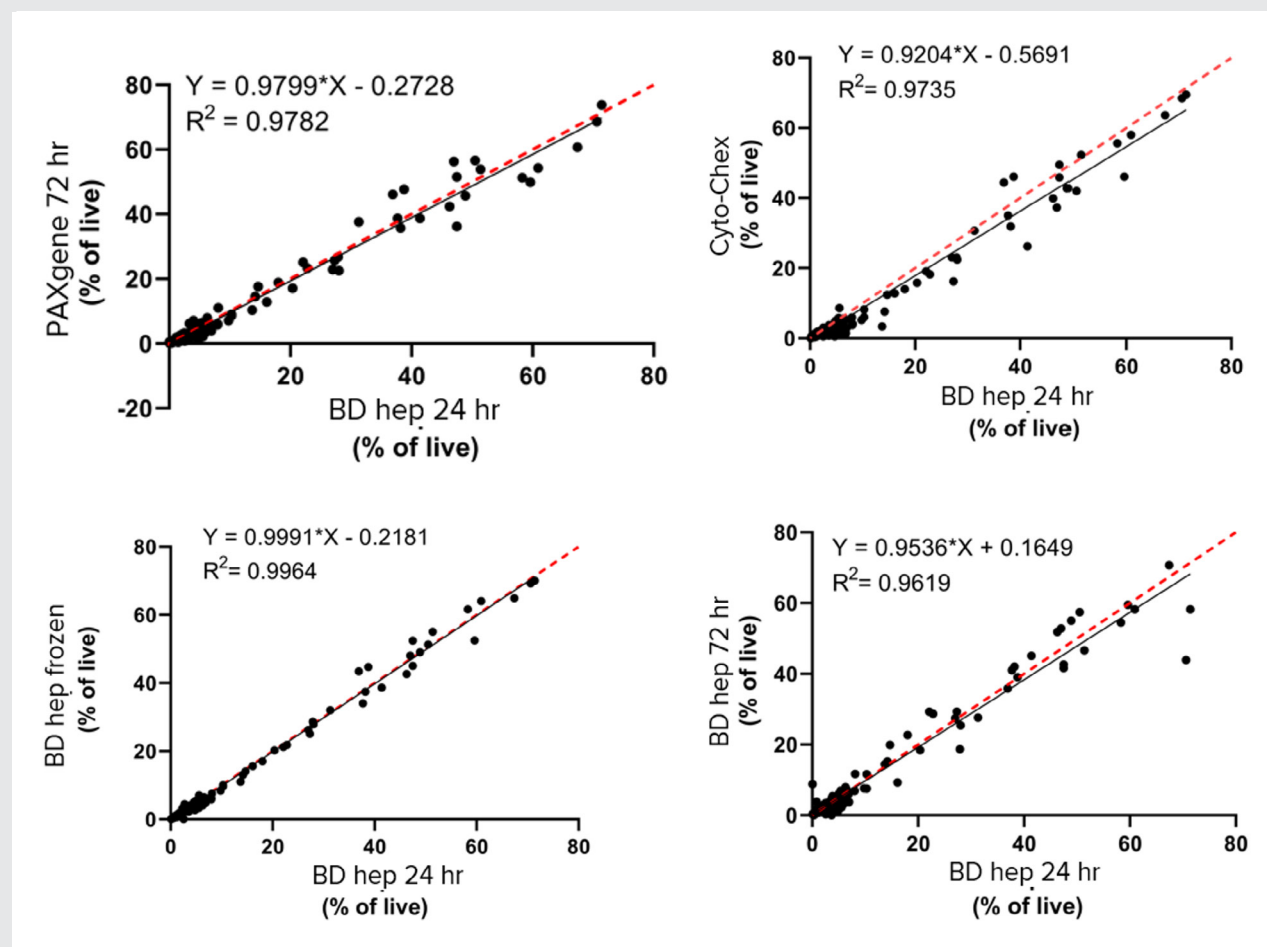 Y = 0.9799*X - 0.2728
R² = 0.9782
PAXgene 72 hr
(% of live)
80
60
40
20
0
-20
20
40
60
80
BD hep 24 hr
(% of live)
Y = 0.9204*X - 0.5691
R²= 0.9735
Cyto-Chex
(% of live)
80
60
40
20
0
0
20
40
60
80
BD hep 24 hr
(% of live)
Y = 0.9991*X - 0.2181
R²= 0.9964
BD hep frozen
(% of live)
80
60
40
20
0
0
20
40
60
80
BD hep 24 hr
(% of live)
Y = 0.9536*X + 0.1649
R²= 0.9619
BD hep 72 hr
(% of live)
80
60
40
20
0
0
20
40
60
80
BD hep 24 hr
(% of live)